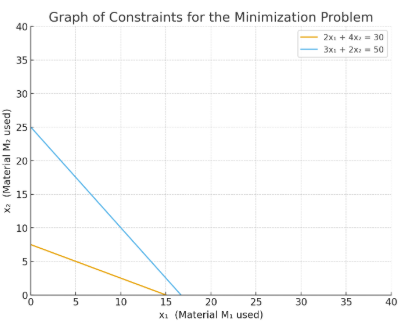 Graph of Constraints for the Minimization Problem
2x₁ + 4x₂ = 30
3x₁ + 2x₂ = 50
40
35
30
25
20
15
10
5
0
x₂ (Material M₂ used)
0 5 10 15 20 25 30 35 40
x₁ (Material M₁ used)